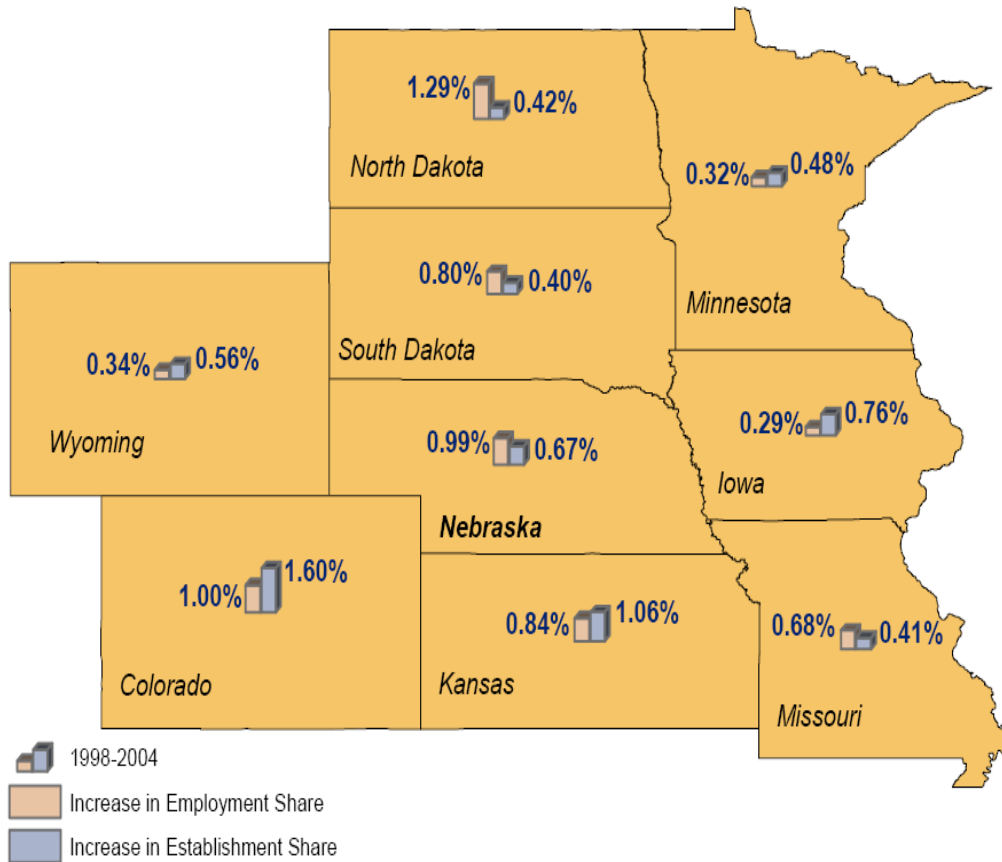 1.29%
0.42%
North Dakota
0.32%
0.48%
Minnesota
0.80%
0.40%
South Dakota
0.34%
0.56%
Wyoming
0.99%
0.67%
Nebraska
0.29%
0.76%
Iowa
1.00%
1.60%
Colorado
0.84%
1.06%
Kansas
0.68%
0.41%
Missouri
1998-2004
Increase in Employment Share
Increase in Establishment Share